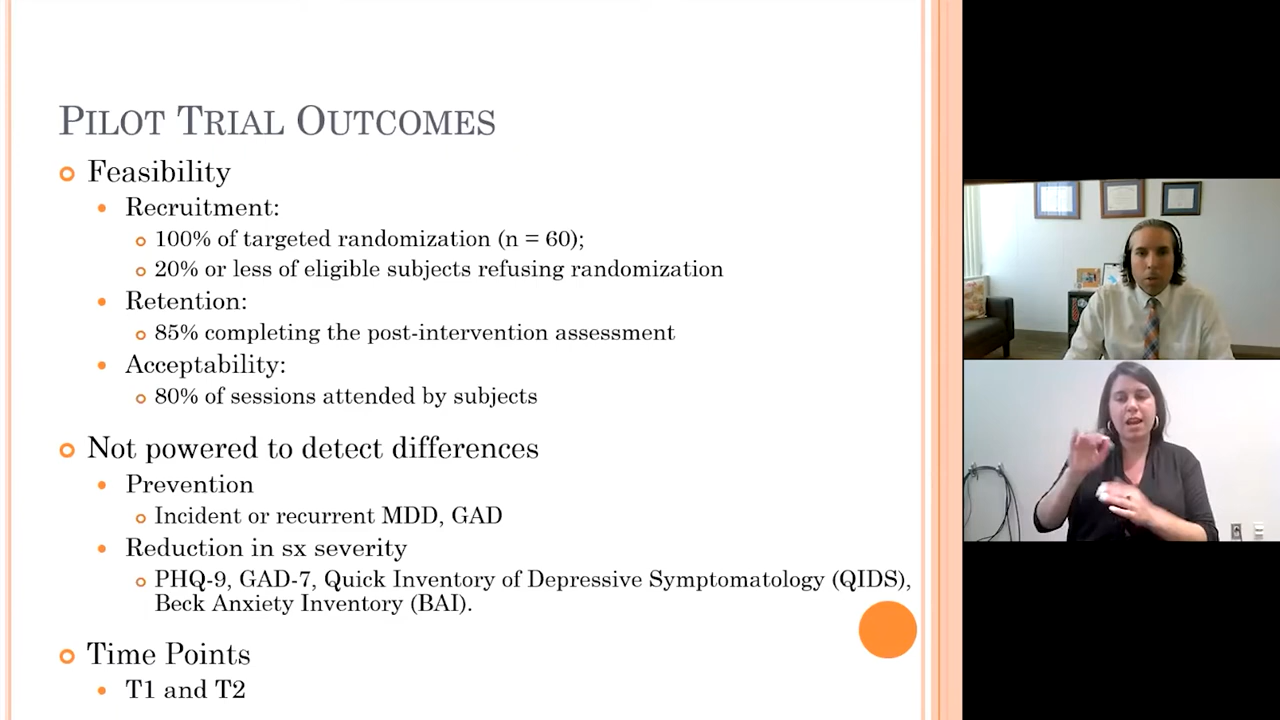 PILOT TRIAL OUTCOMES
Feasibility
Recruitment:
100% of targeted randomization (n = 60);
20% or less of eligible subjects refusing randomization
Retention:
85% completing the post-intervention assessment
Acceptability:
80% of sessions attended by subjects
Not powered to detect differences
Prevention
Incident or recurrent MDD, GAD
Reduction in sx severity
PHQ-9, GAD-7, Quick Inventory of Depressive Symptomatology (QIDS),
Beck Anxiety Inventory (BAI).
Time Points
T1 and T2